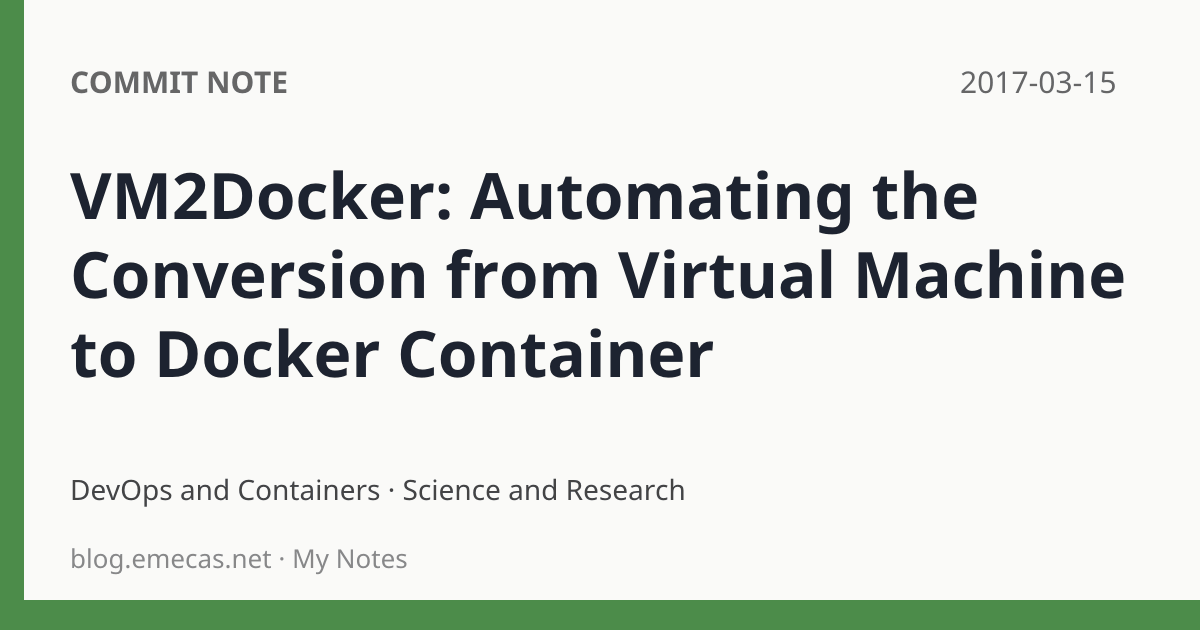 COMMIT NOTE
2017-03-15
VM2Docker: Automating the
Conversion from Virtual Machine
to Docker Container
DevOps and Containers · Science and Research
blog.emecas.net · My Notes